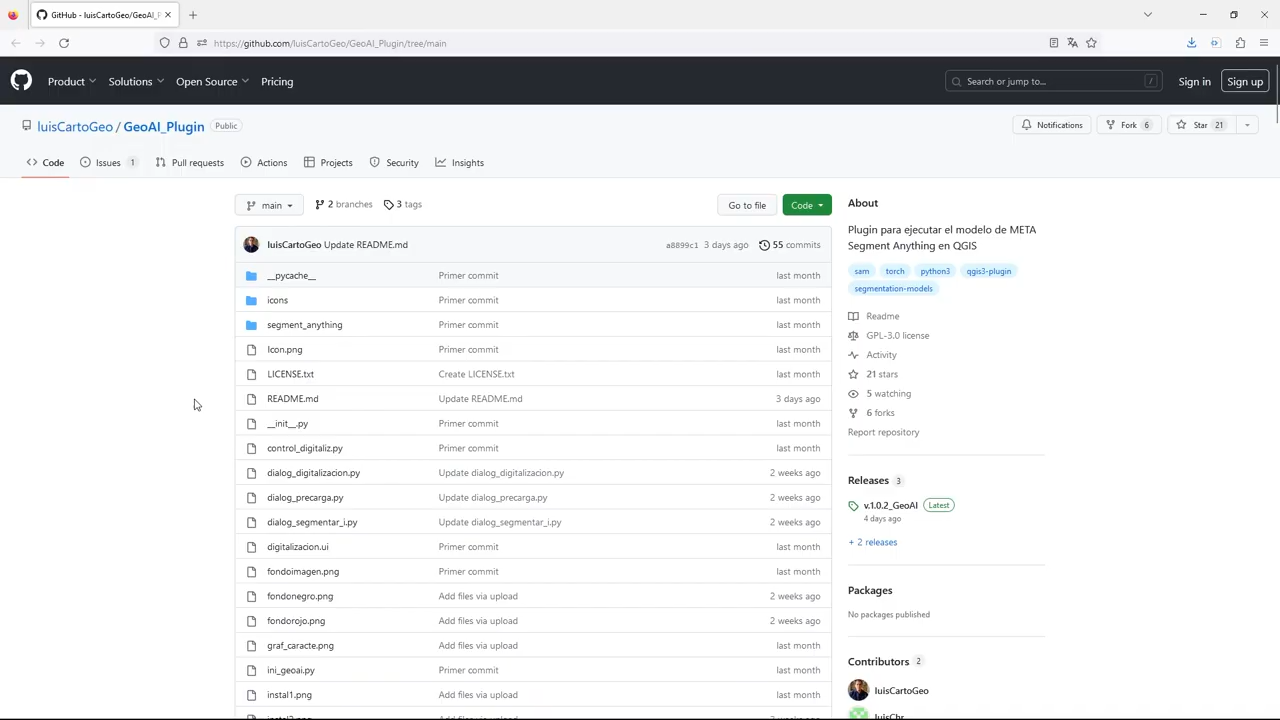 GitHub - luisCartoGeo/GeoAI_P
https://github.com/luisCartoGeo/GeoAI_Plugin/tree/main
Product
Solutions
Open Source
Pricing
Search or jump to...
/
Sign in
Sign up
luisCartoGeo / GeoAI_Plugin
Public
Notifications
Fork 6
Star 21
Code
Issues 1
Pull requests
Actions
Projects
Security
Insights
main
2 branches
3 tags
Go to file
Code
luisCartoGeo Update README.md a8899c1 3 days ago 55 commits
__pycache__ Primer commit last month
icons Primer commit last month
segment_anything Primer commit last month
Icon.png Primer commit last month
LICENSE.txt Create LICENSE.txt last month
README.md Update README.md 3 days ago
__init__.py Primer commit last month
control_digitaliz.py Primer commit last month
dialog_digitalizacion.py Update dialog_digitalizacion.py 2 weeks ago
dialog_precarga.py Update dialog_precarga.py 2 weeks ago
dialog_segmentar_i.py Update dialog_segmentar_i.py 2 weeks ago
digitalizacion.ui Primer commit last month
fondoimagen.png Primer commit last month
fondonegro.png Add files via upload 2 weeks ago
fondorojo.png Add files via upload 2 weeks ago
graf_caracte.png Add files via upload last month
ini_geoai.py Primer commit last month
instal1.png Add files via upload last month
About
Plugin para ejecutar el modelo de META
Segment Anything en QGIS
sam torch python3 qgis3-plugin
segmentation-models
Readme
GPL-3.0 license
Activity
21 stars
5 watching
6 forks
Report repository
Releases 3
v.1.0.2_GeoAI Latest
4 days ago
+ 2 releases
Packages
No packages published
Contributors 2
luisCartoGeo